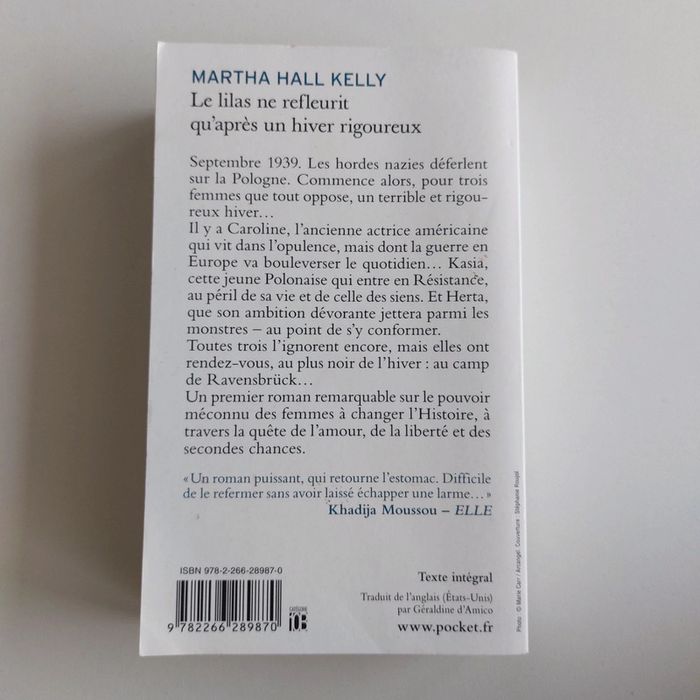 MARTHA HALL KELLY
Le lilas ne refleurit
qu'après un hiver rigoureux
Septembre 1939. Les hordes nazies déferlent
sur la Pologne. Commence alors, pour trois
femmes que tout oppose, un terrible et rigou-
reux hiver…
Il y a Caroline, l'ancienne actrice américaine
qui vit dans l'opulence, mais dont la guerre en
Europe va bouleverser le quotidien… Kasia,
cette jeune Polonaise qui entre en Résistance,
au péril de sa vie et de celle des siens. Et Herta,
que son ambition dévorante jettera parmi les
monstres – au point de s'y conformer.
Toutes trois l'ignorent encore, mais elles ont
rendez-vous, au plus noir de l'hiver : au camp
de Ravensbrück…
Un premier roman remarquable sur le pouvoir
méconnu des femmes à changer l'Histoire, à
travers la quête de l'amour, de la liberté et des
secondes chances.
« Un roman puissant, qui retourne l'estomac. Difficile
de le refermer sans avoir laissé échapper une larme… »
Khadija Moussou – ELLE
ISBN 978-2-266-28987-0
9 782266 289870
Texte intégral
Traduit de l'anglais (États-Unis)
par Géraldine d'Amico
www.pocket.fr
Photo : © Marie Carr / Arcangel. Couverture : Stéphanie Roujol